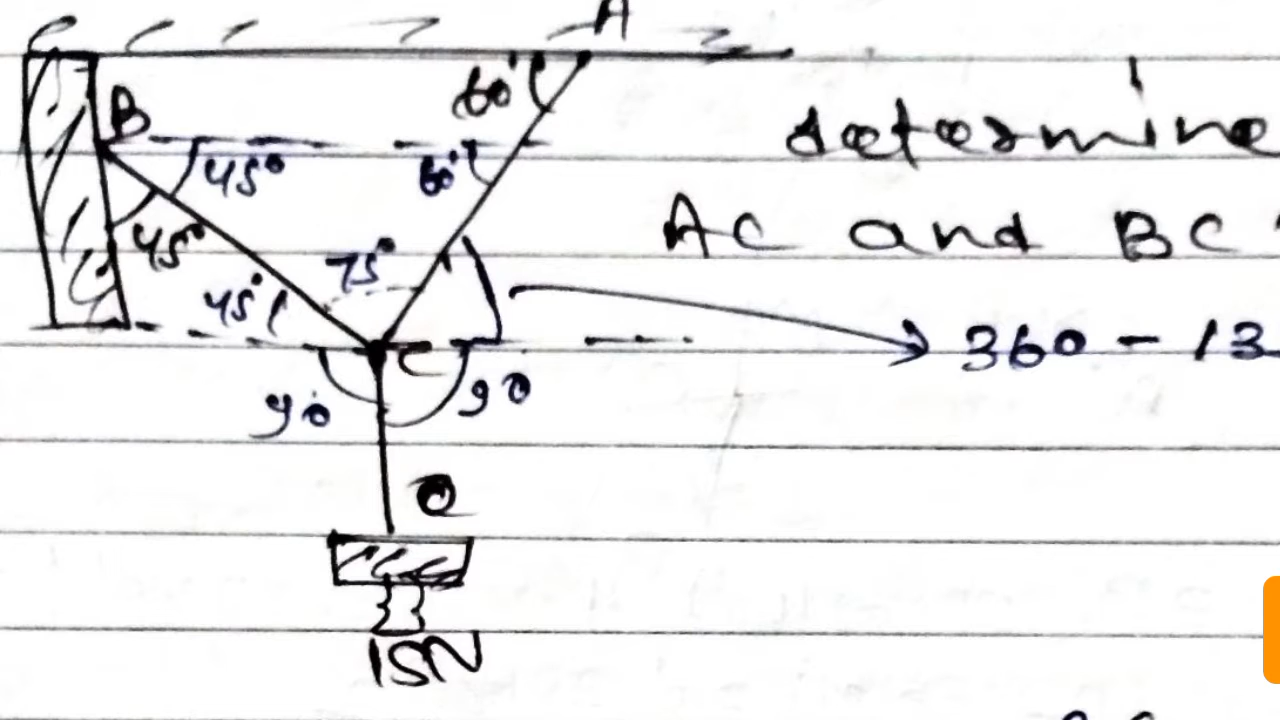 A
60°
B
determine
45°
60°
AC and BC
45°
75°
45°
C
360 - 13
90
90
15N